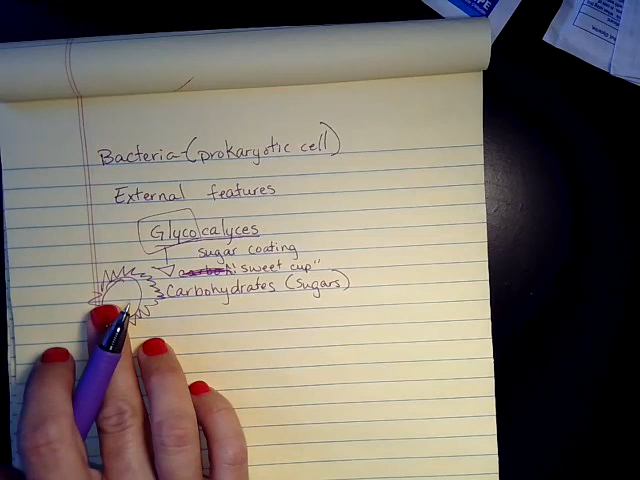 Bacteria-(prokaryotic cell)
External features
Glycocalyces
sugar coating
"sweet cup"
Carbohydrates (sugars)